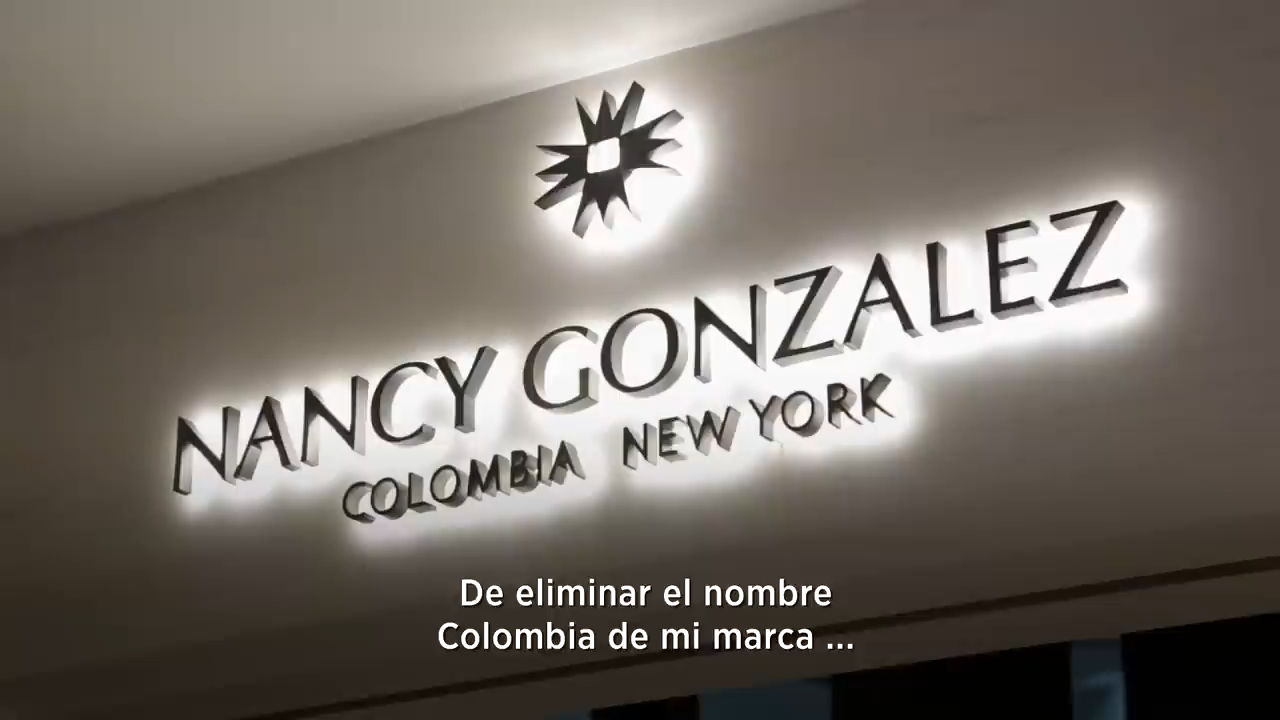 NANCY GONZALEZ
COLOMBIA NEW YORK
De eliminar el nombre
Colombia de mi marca ...